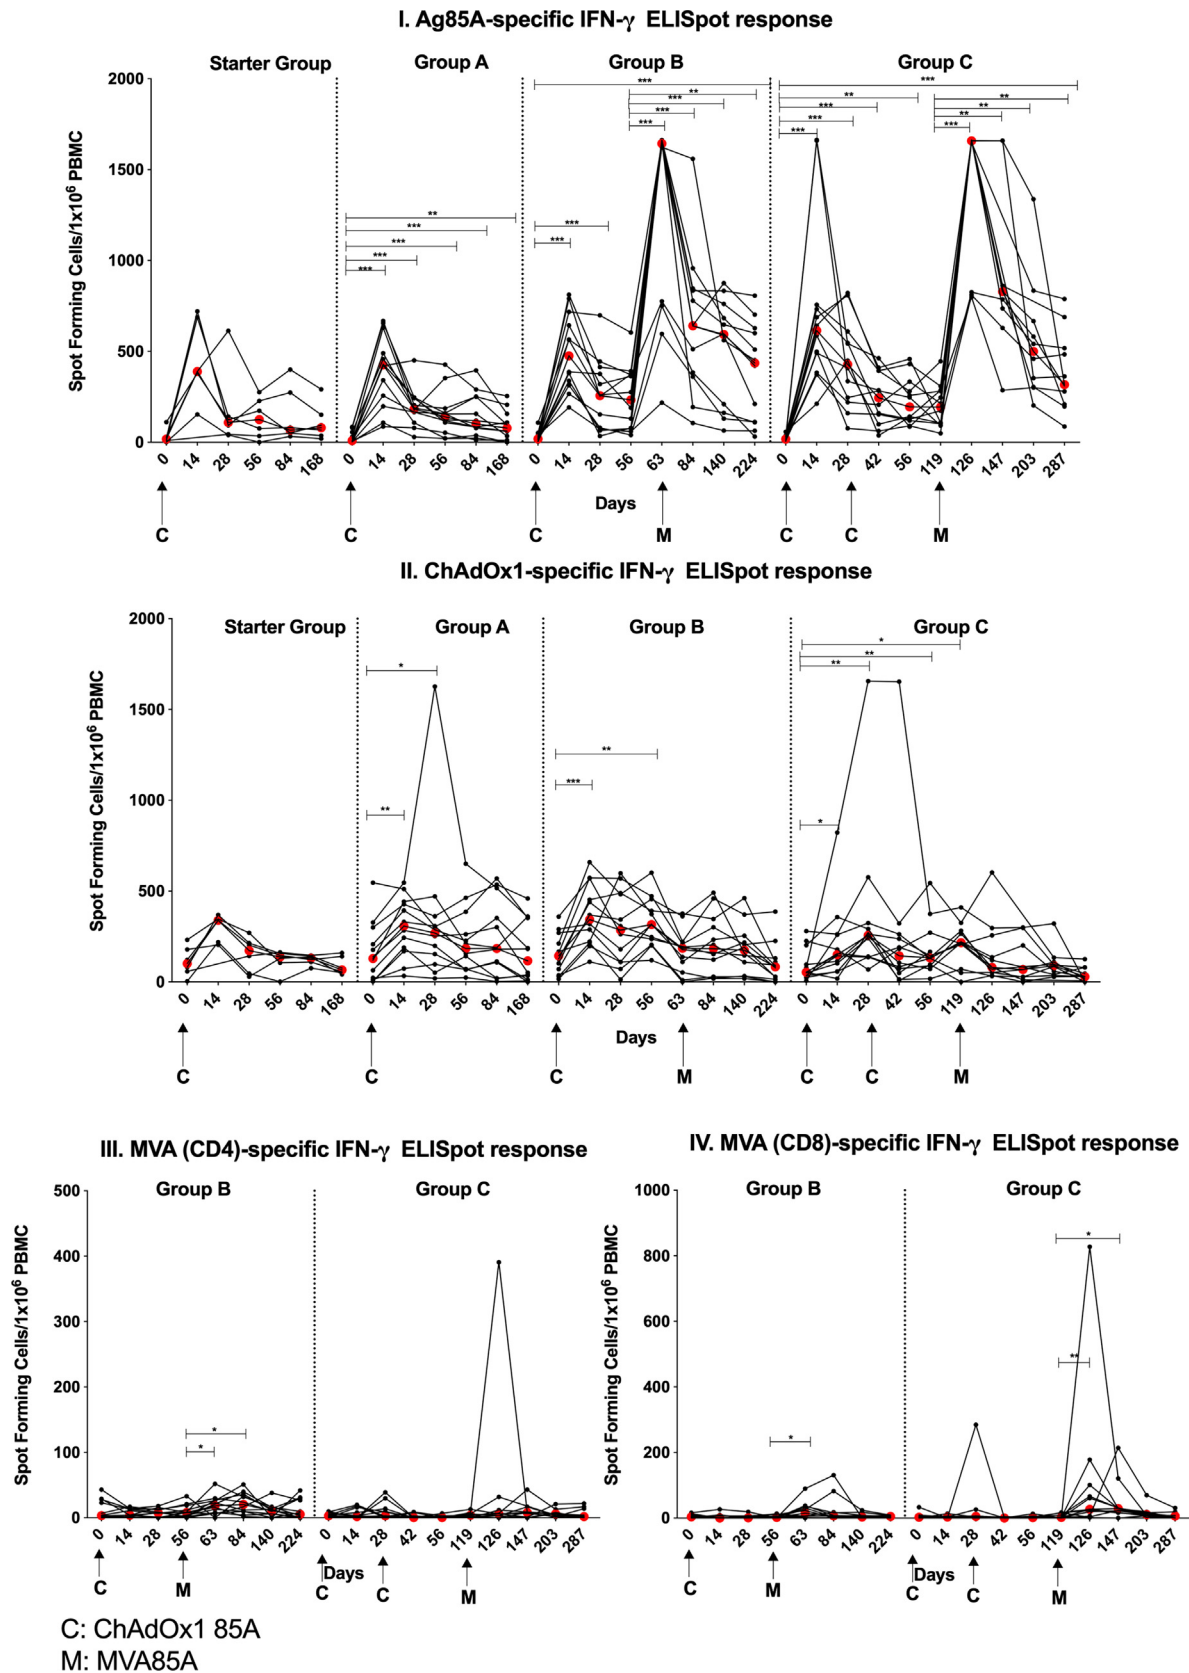 I. Ag85A-specific IFN-γ ELISpot response
Starter Group Group A Group B Group C
Spot Forming Cells/1x10⁶ PBMC
2000
1500
1000
500
0
*** ** *** *** *** *** *** *** ** *** *** *** *** ** *** *** *** *** ** ** ** ***
0 14 28 56 84 168 0 14 28 56 84 168 0 14 28 56 63 84 140 224 0 14 28 42 56 119 126 147 203 287
Days
C C C M C C M
II. ChAdOx1-specific IFN-γ ELISpot response
Starter Group Group A Group B Group C
Spot Forming Cells/1x10⁶ PBMC
2000
1500
1000
500
0
* ** ** *** * ** ** *
0 14 28 56 84 168 0 14 28 56 84 168 0 14 28 56 63 84 140 224 0 14 28 42 56 119 126 147 203 287
Days
C C C M C C M
III. MVA (CD4)-specific IFN-γ ELISpot response
Group B Group C
Spot Forming Cells/1x10⁶ PBMC
500
400
300
200
100
0
* *
0 14 28 56 63 84 140 224 0 14 28 42 56 119 126 147 203 287
Days
C M C C M
IV. MVA (CD8)-specific IFN-γ ELISpot response
Group B Group C
Spot Forming Cells/1x10⁶ PBMC
1000
800
600
400
200
0
* * **
0 14 28 56 63 84 140 224 0 14 28 42 56 119 126 147 203 287
Days
C M C C M
C: ChAdOx1 85A
M: MVA85A